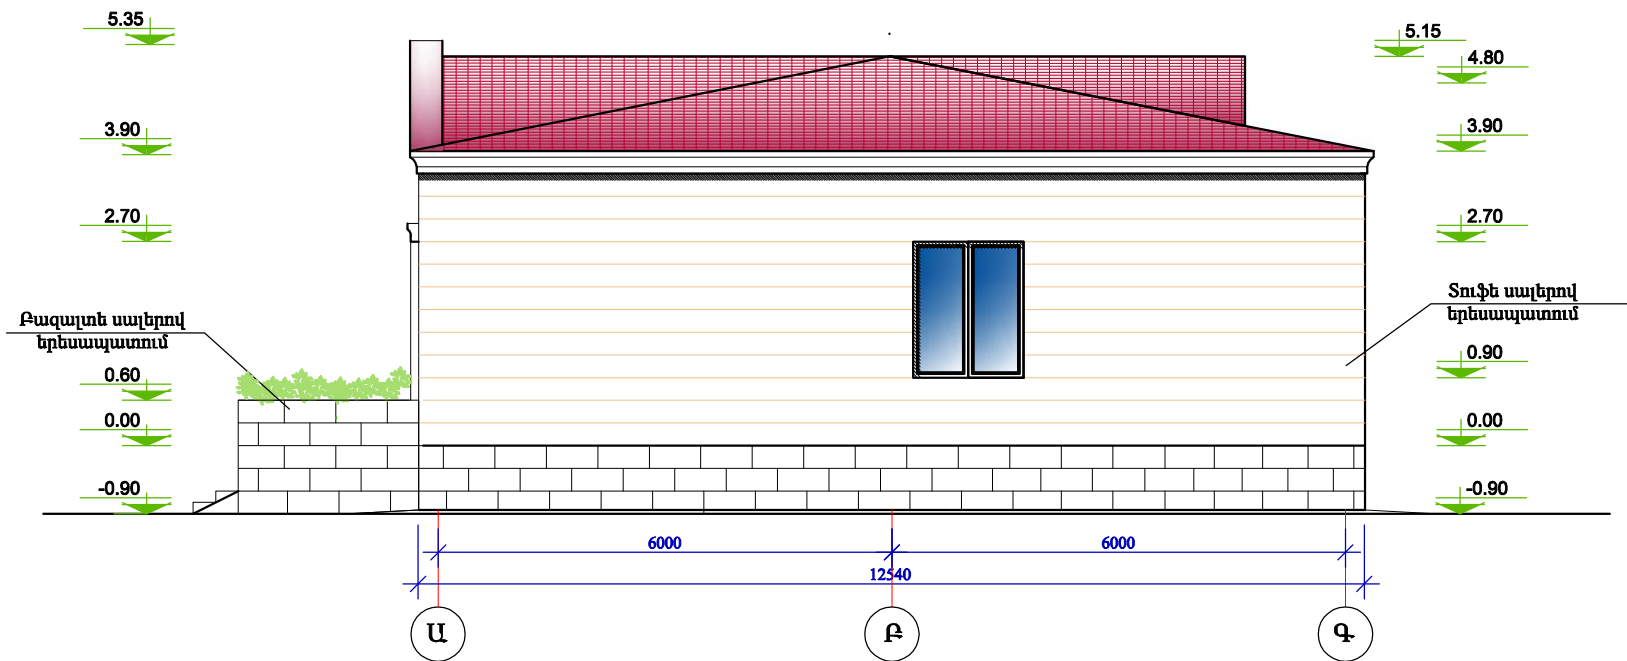 5.35
5.15
4.80
3.90
3.90
2.70
2.70
Բազալտե սալերով
երեսապատում
Տուֆե սալերով
երեսապատում
0.60
0.90
0.00
0.00
-0.90
-0.90
6000
6000
12540
Ա
Բ
Գ